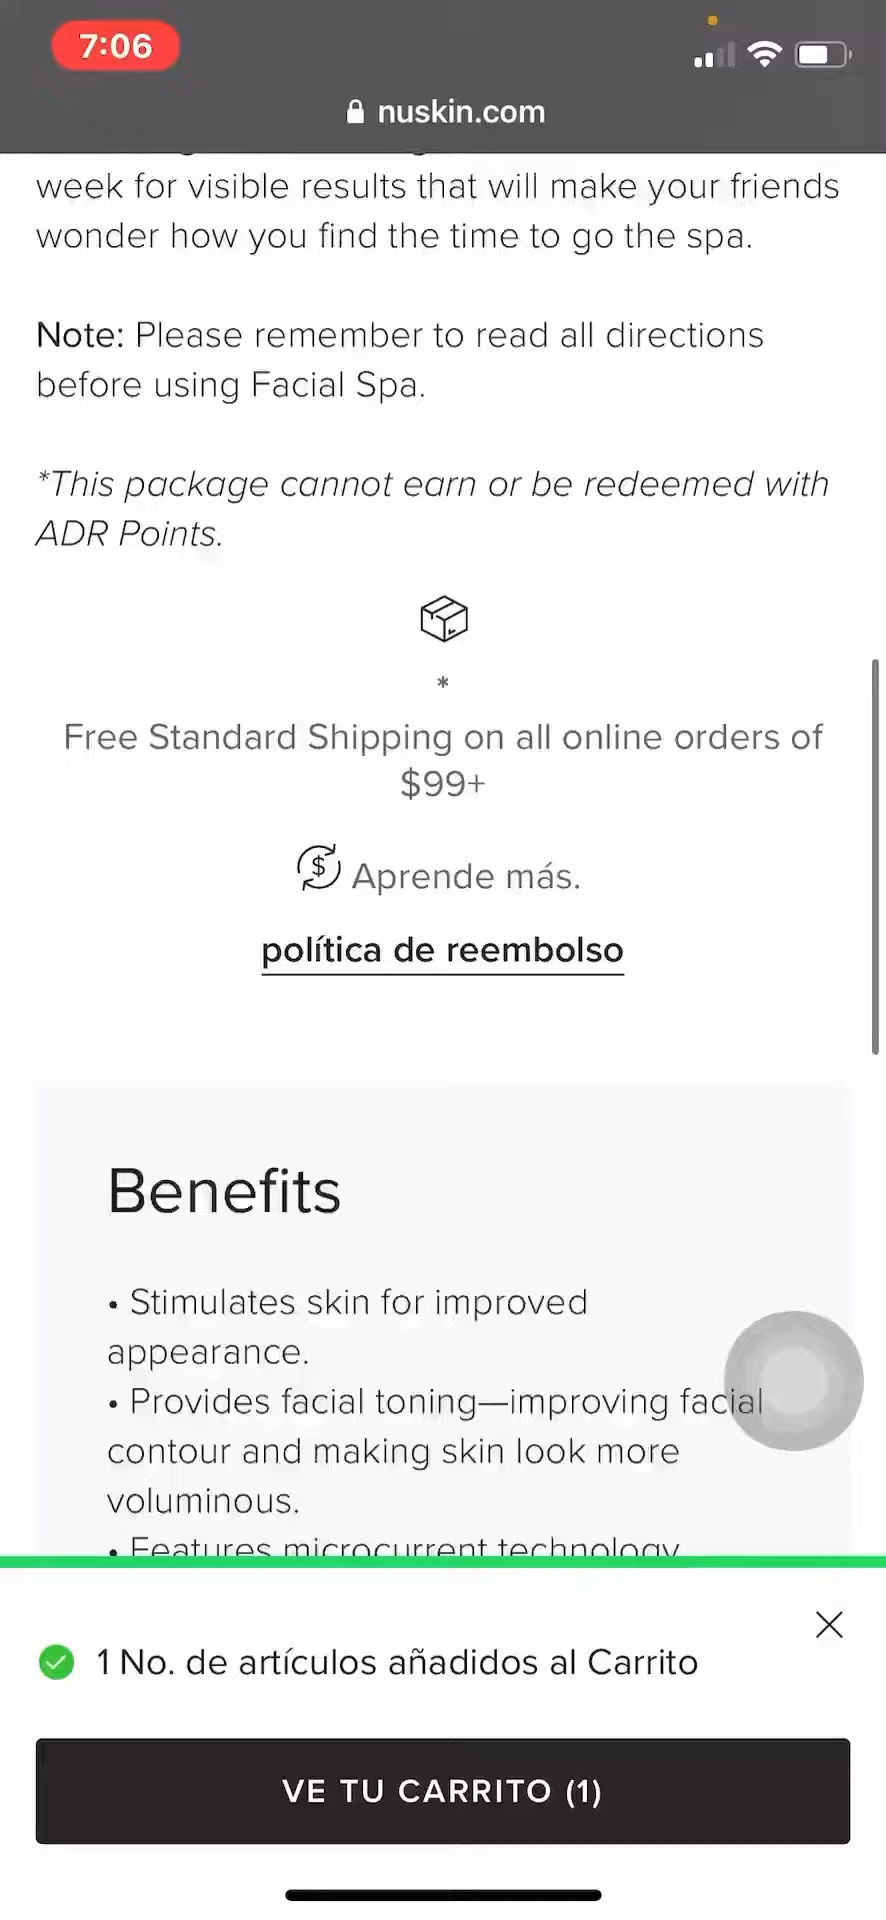 7:06
nuskin.com
week for visible results that will make your friends
wonder how you find the time to go the spa.
Note: Please remember to read all directions
before using Facial Spa.
*This package cannot earn or be redeemed with
ADR Points.
*
Free Standard Shipping on all online orders of
$99+
Aprende más.
política de reembolso
Benefits
• Stimulates skin for improved
appearance.
• Provides facial toning—improving facial
contour and making skin look more
voluminous.
• Features microcurrent technology
1 No. de artículos añadidos al Carrito
VE TU CARRITO (1)